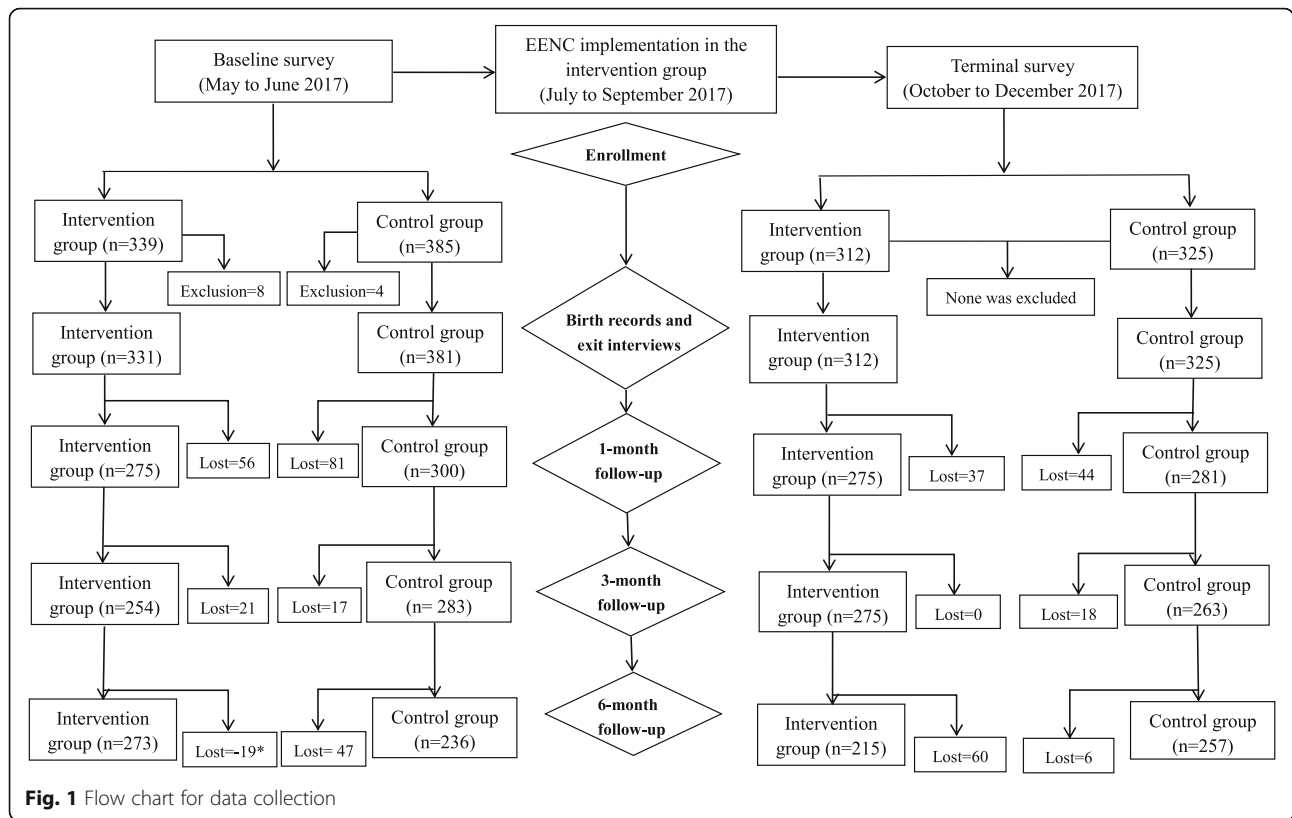 Baseline survey
(May to June 2017)
EENC implementation in the
intervention group
(July to September 2017)
Terminal survey
(October to December 2017)
Enrollment
Intervention
group (n=339)
Control group
(n=385)
Exclusion=8
Exclusion=4
Intervention
group (n=312)
Control group
(n=325)
None was excluded
Intervention
group (n=331)
Control group
(n=381)
Birth records and
exit interviews
Intervention
group (n=312)
Control group
(n=325)
Intervention
group (n=275)
Lost=56
Lost=81
Control group
(n=300)
1-month
follow-up
Intervention
group (n=275)
Lost=37
Lost=44
Control group
(n=281)
Intervention
group (n=254)
Lost=21
Lost=17
Control group
(n= 283)
3-month
follow-up
Intervention
group (n=275)
Lost=0
Lost=18
Control group
(n=263)
Intervention
group (n=273)
Lost=-19*
Lost= 47
Control group
(n=236)
6-month
follow-up
Intervention
group (n=215)
Lost=60
Lost=6
Control group
(n=257)
Fig. 1 Flow chart for data collection